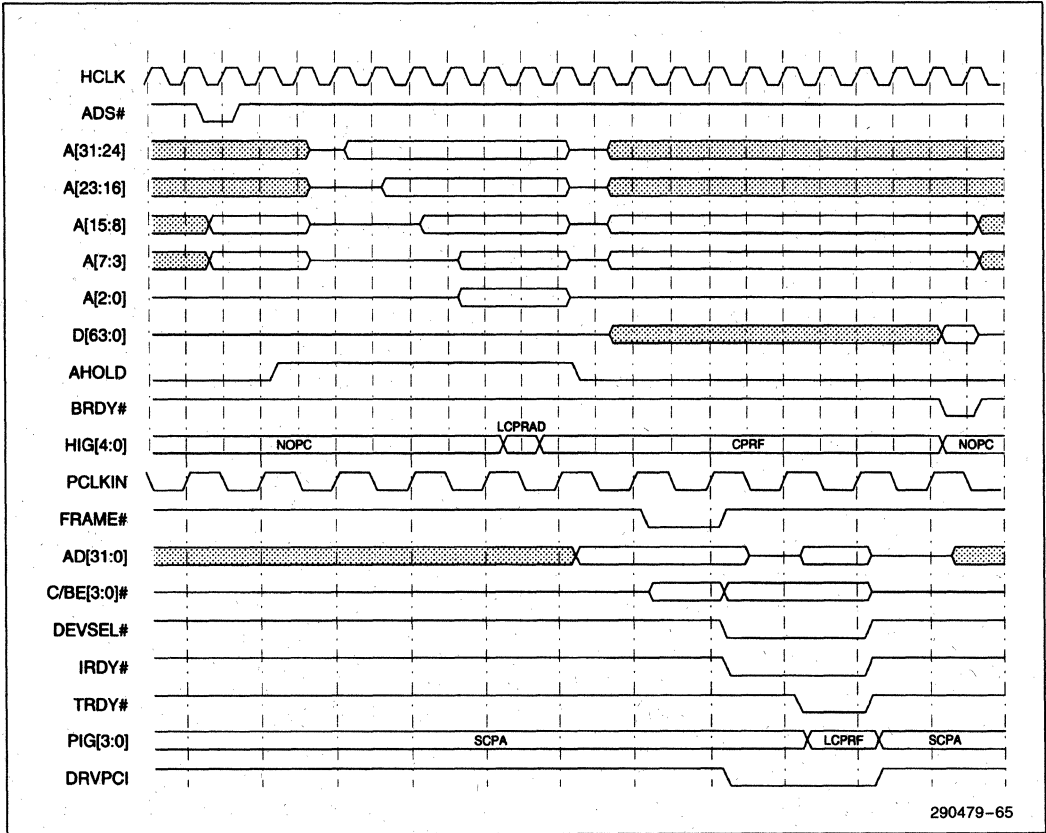 HCLK
ADS#
A[31:24]
A[23:16]
A[15:8]
A[7:3]
A[2:0]
D[63:0]
AHOLD
BRDY#
LCPRAD
HIG[4:0] NOPC CPRF NOPC
PCLKIN
FRAME#
AD[31:0]
C/BE[3:0]#
DEVSEL#
IRDY#
TRDY#
PIG[3:0] SCPA LCPRF SCPA
DRVPCI
290479-65